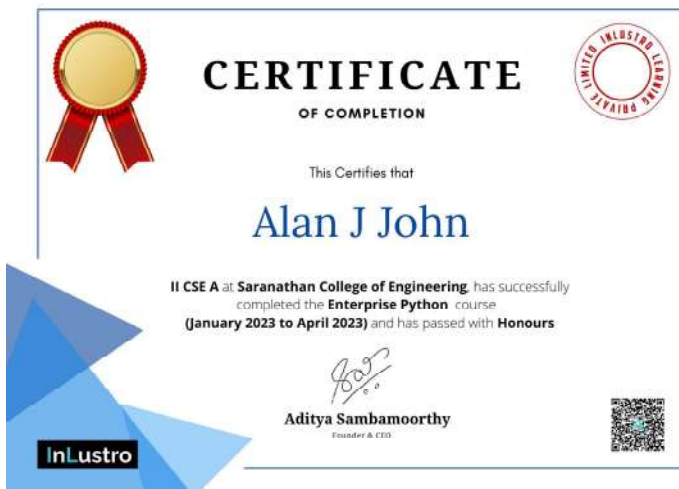 CERTIFICATE
OF COMPLETION
INLUSTRO LEARNING PRIVATE LIMITED
This Certifies that
Alan J John
II CSE A at Saranathan College of Engineering, has successfully
completed the Enterprise Python course
(January 2023 to April 2023) and has passed with Honours
Aditya Sambamoorthy
Founder & CEO
InLustro